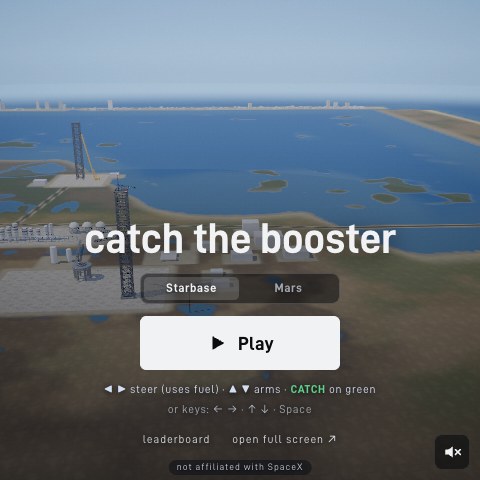 catch the booster
Starbase Mars
▶ Play
◀ ▶ steer (uses fuel) · ▲ ▼ arms · CATCH on green
or keys: ← → · ↑ ↓ · Space
leaderboard open full screen ↗
not affiliated with SpaceX